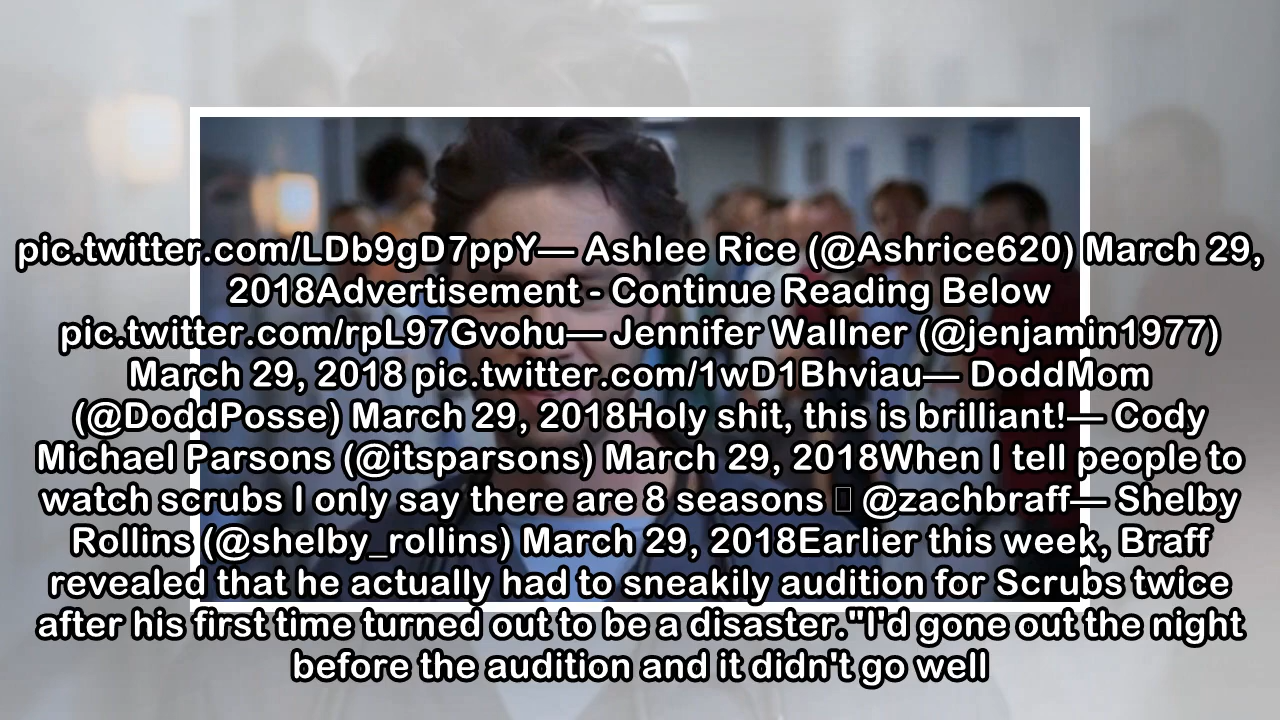 pic.twitter.com/LDb9gD7ppY— Ashlee Rice (@Ashrice620) March 29,
2018Advertisement - Continue Reading Below
pic.twitter.com/rpL97Gvohu— Jennifer Wallner (@jenjamin1977)
March 29, 2018 pic.twitter.com/1wD1Bhviau— DoddMom
(@DoddPosse) March 29, 2018Holy shit, this is brilliant!— Cody
Michael Parsons (@itsparsons) March 29, 2018When I tell people to
watch scrubs I only say there are 8 seasons @zachbraff— Shelby
Rollins (@shelby_rollins) March 29, 2018Earlier this week, Braff
revealed that he actually had to sneakily audition for Scrubs twice
after his first time turned out to be a disaster."I'd gone out the night
before the audition and it didn't go well